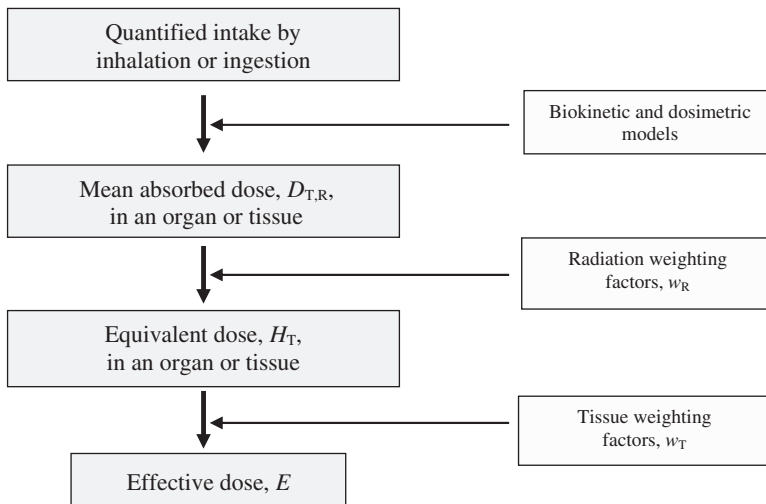 Quantified intake by
inhalation or ingestion
Biokinetic and dosimetric
models
Mean absorbed dose, D_T,R,
in an organ or tissue
Radiation weighting
factors, w_R
Equivalent dose, H_T,
in an organ or tissue
Tissue weighting
factors, w_T
Effective dose, E